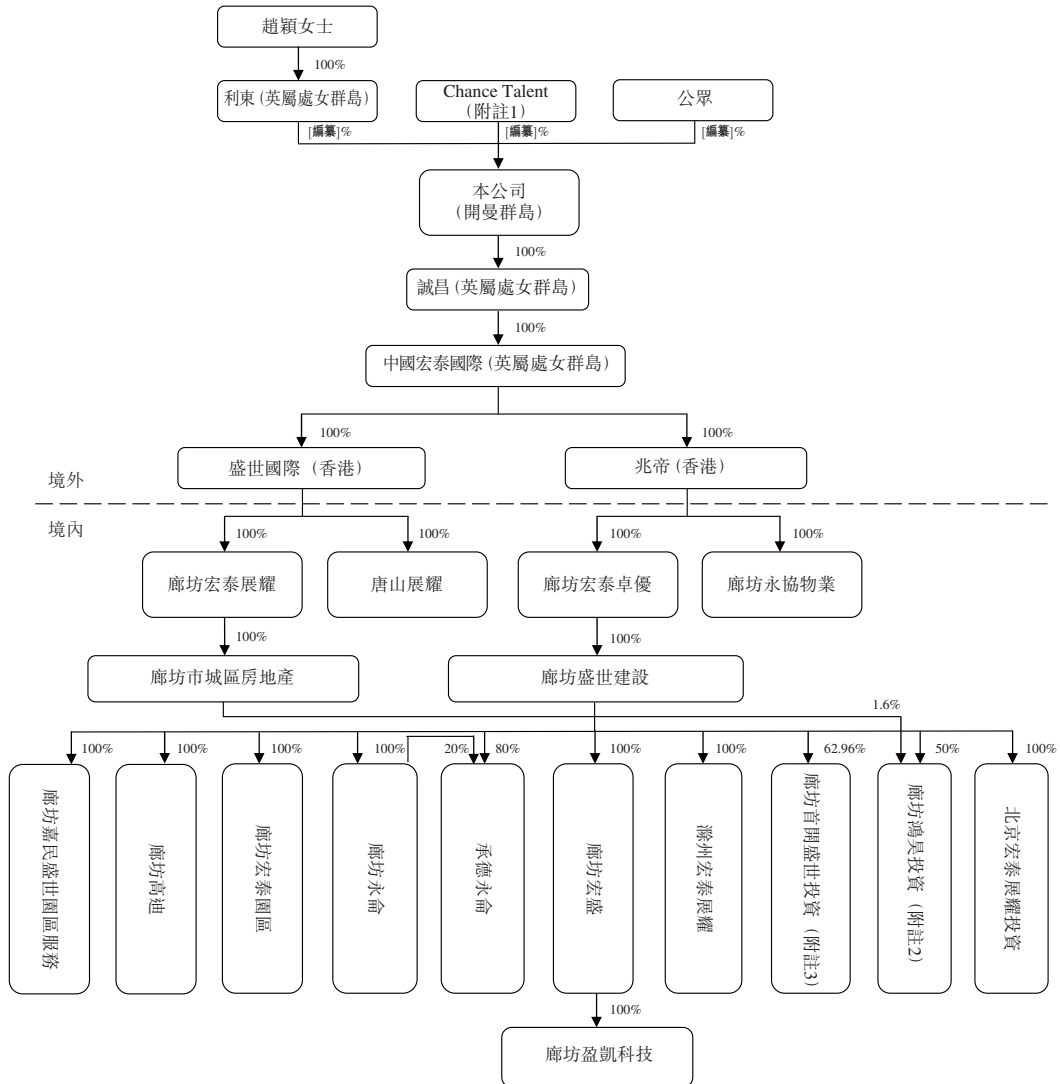 趙穎女士
100%
利東(英屬處女群島)
Chance Talent
(附註1)
公眾
[編纂]%
[編纂]%
[編纂]%
本公司
(開曼群島)
100%
誠昌(英屬處女群島)
100%
中國宏泰國際(英屬處女群島)
100%
100%
盛世國際 (香港)
兆帝(香港)
境外
境內
100%
100%
100%
100%
廊坊宏泰展耀
唐山展耀
廊坊宏泰卓優
廊坊永協物業
100%
100%
廊坊市城區房地產
廊坊盛世建設
1.6%
100%
100%
100%
100%
20%
80%
100%
100%
62.96%
50%
100%
廊坊嘉民盛世園區服務
廊坊高迪
廊坊宏泰園區
廊坊永侖
承德永侖
廊坊宏盛
滁州宏泰展耀
廊坊首開盛世投資(附註3)
廊坊鴻昊投資(附註2)
北京宏泰展耀投資
100%
廊坊盈凱科技